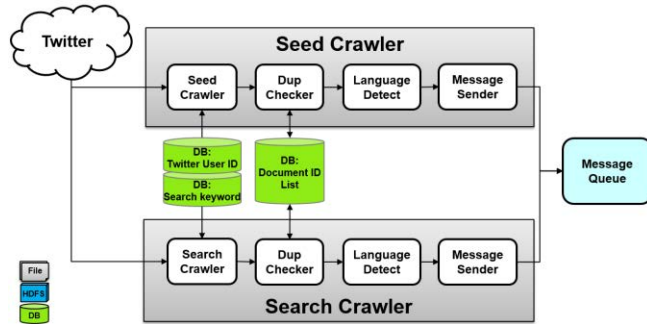 Twitter
Seed Crawler
Seed
Crawler
Dup
Checker
Language
Detect
Message
Sender
DB:
Twitter User ID
DB:
Search keyword
DB:
Document ID
List
Message
Queue
Search
Crawler
Dup
Checker
Language
Detect
Message
Sender
Search Crawler
File
HDFS
DB